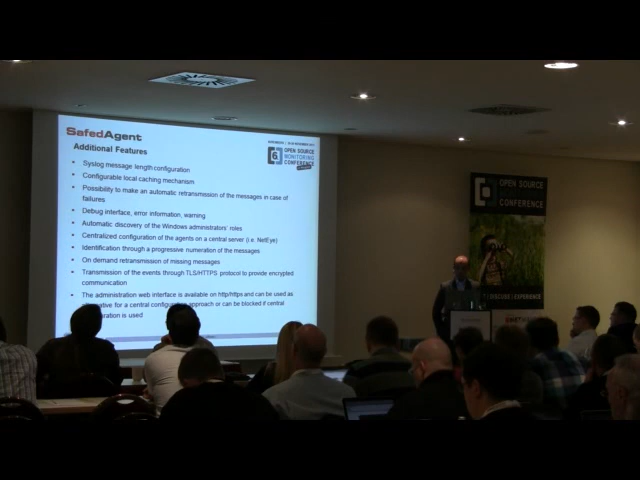 SafedAgent
Additional Features
OPEN SOURCE
MONITORING
CONFERENCE
Syslog message length configuration
Configurable local caching mechanism
Possibility to make an automatic retransmission of the messages in case of
failures
Debug interface, error information, warning
Automatic discovery of the Windows administrators' roles
Centralized configuration of the agents on a central server (i.e. NetEye)
Identification through a progressive numeration of the messages
On demand retransmission of missing messages
Transmission of the events through TLS/HTTPS protocol to provide encrypted
communication
The administration web interface is available on http/https and can be used as
for a central configuration approach or can be blocked if central
is used
OPEN SOURCE
CONFERENCE